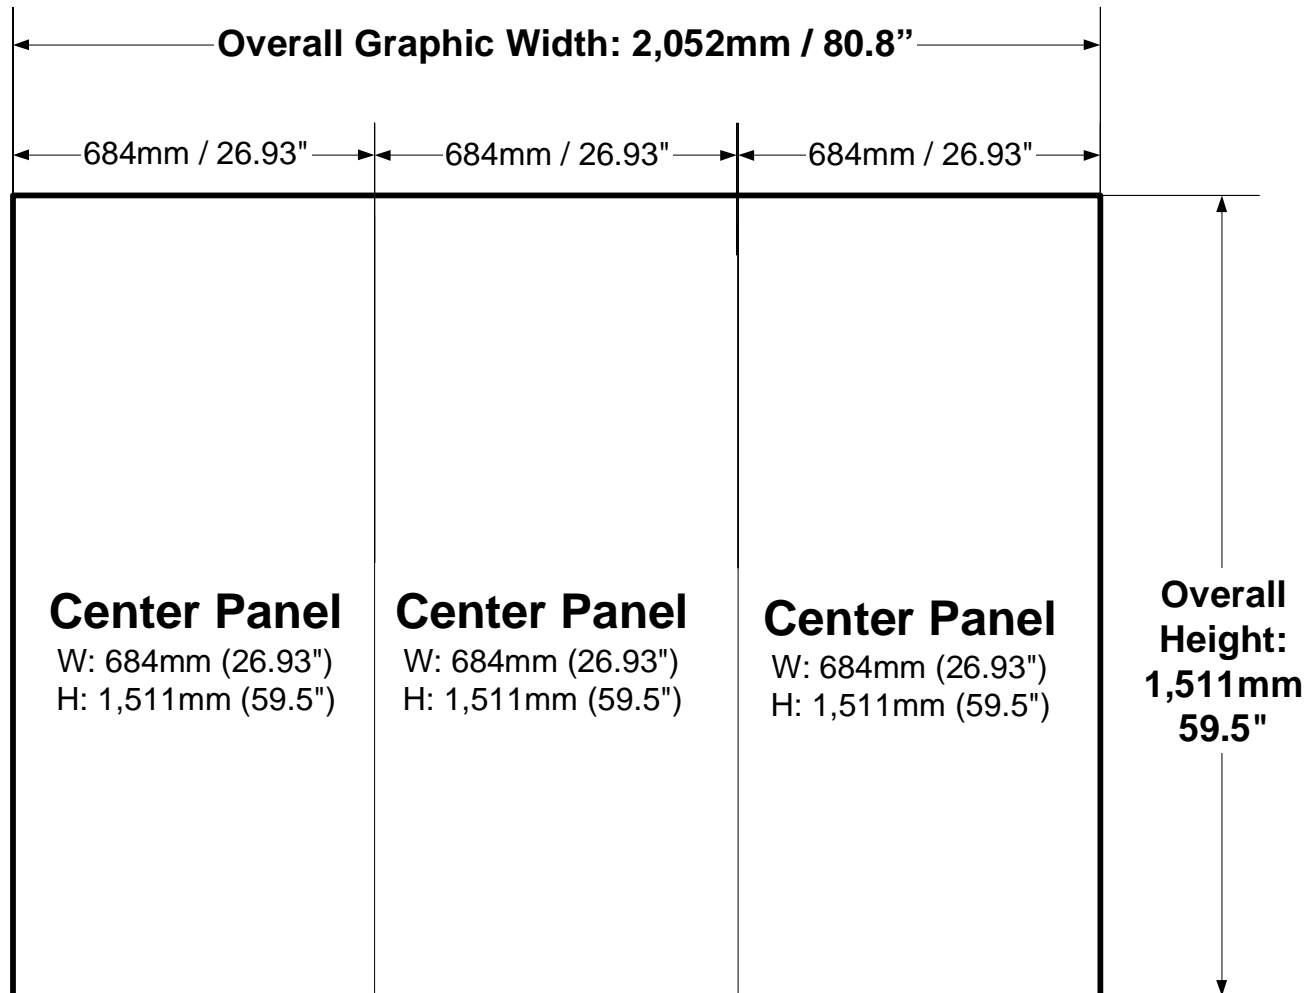 Overall Graphic Width: 2,052mm / 80.8”
684mm / 26.93"
684mm / 26.93"
684mm / 26.93"
Center Panel
W: 684mm (26.93")
H: 1,511mm (59.5")
Center Panel
W: 684mm (26.93")
H: 1,511mm (59.5")
Center Panel
W: 684mm (26.93")
H: 1,511mm (59.5")
Overall
Height:
1,511mm
59.5"